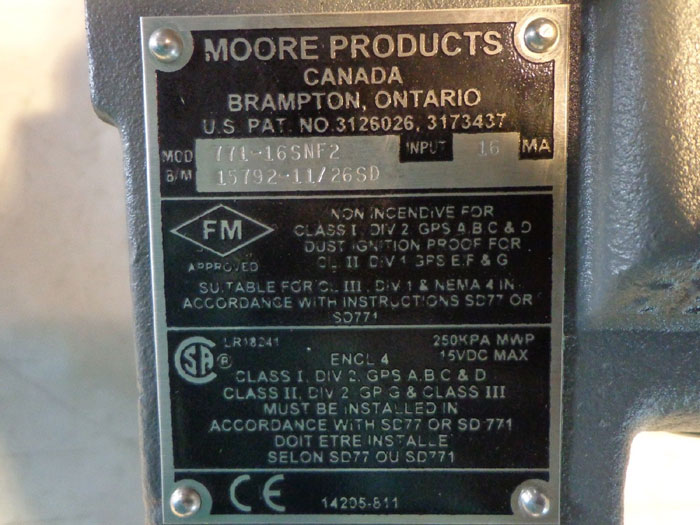 MOORE PRODUCTS
CANADA
BRAMPTON, ONTARIO
U.S. PAT. NO. 3126026, 3173437
MOD 771-16SNF2 INPUT 16 MA
B/M 15792-11/26SD
FM
APPROVED
NON INCENDIVE FOR
CLASS I, DIV 2, GPS A,B,C & D
DUST IGNITION PROOF FOR
CL. II, DIV 1 GPS E,F & G
SUITABLE FOR CL III, DIV 1 & NEMA 4 IN
ACCORDANCE WITH INSTRUCTIONS SD77 OR
SD771
LR18241 250KPA MWP
SA ® ENCL 4 15VDC MAX
CLASS I, DIV 2, GPS A,B,C & D
CLASS II, DIV 2, GP G & CLASS III
MUST BE INSTALLED IN
ACCORDANCE WITH SD77 OR SD 771
DOIT ETRE INSTALLE
SELON SD77 OU SD771
CE 14295-811